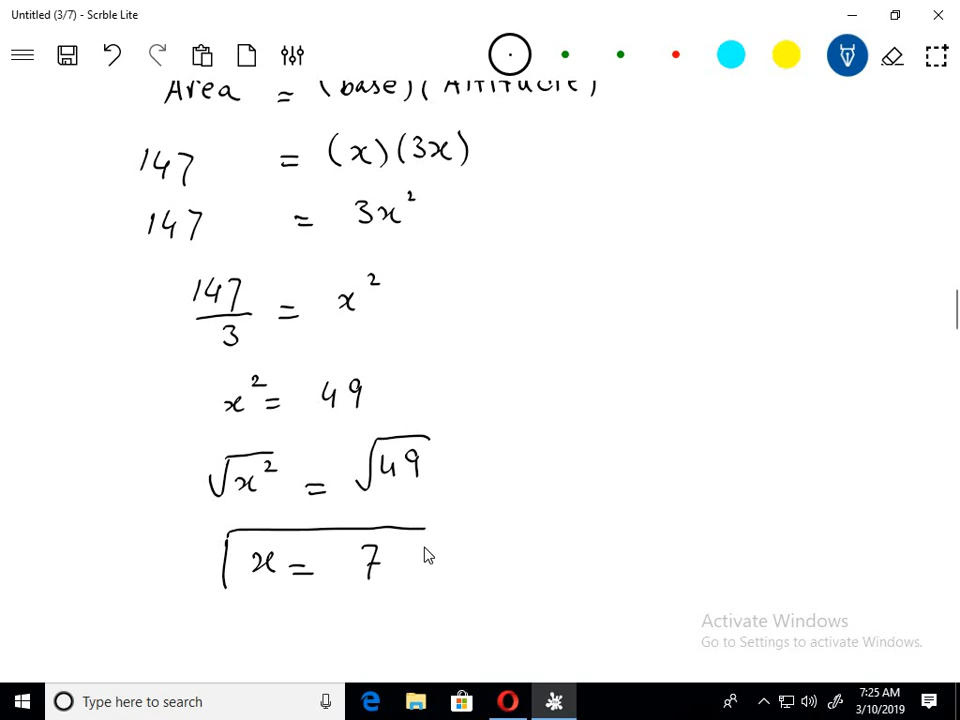 Untitled (3/7) - Scrble Lite
Area = (base)(Altitude)
147 = (x)(3x)
147 = 3x²
147/3 = x²
x² = 49
√x² = √49
x = 7
Activate Windows
Go to Settings to activate Windows.
Type here to search
7:25 AM
3/10/2019